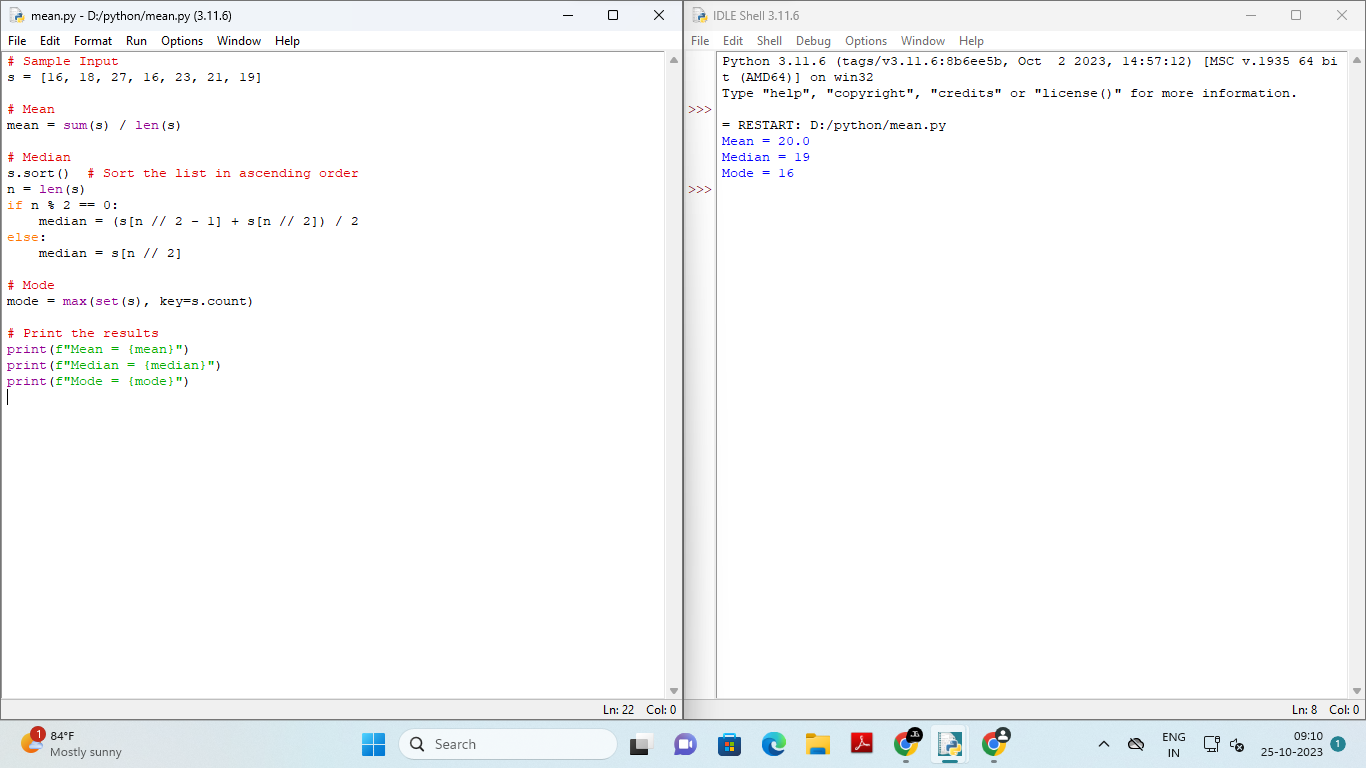 mean.py - D:/python/mean.py (3.11.6)
File Edit Format Run Options Window Help
# Sample Input
s = [16, 18, 27, 16, 23, 21, 19]

# Mean
mean = sum(s) / len(s)

# Median
s.sort()  # Sort the list in ascending order
n = len(s)
if n % 2 == 0:
    median = (s[n // 2 - 1] + s[n // 2]) / 2
else:
    median = s[n // 2]

# Mode
mode = max(set(s), key=s.count)

# Print the results
print(f"Mean = {mean}")
print(f"Median = {median}")
print(f"Mode = {mode}")
Ln: 22 Col: 0
IDLE Shell 3.11.6
File Edit Shell Debug Options Window Help
Python 3.11.6 (tags/v3.11.6:8b6ee5b, Oct  2 2023, 14:57:12) [MSC v.1935 64 bi
t (AMD64)] on win32
Type "help", "copyright", "credits" or "license()" for more information.
>>>
= RESTART: D:/python/mean.py
Mean = 20.0
Median = 19
Mode = 16
>>>
Ln: 8 Col: 0
1
84°F
Mostly sunny
Search
JG
ENG
IN
09:10
25-10-2023
1